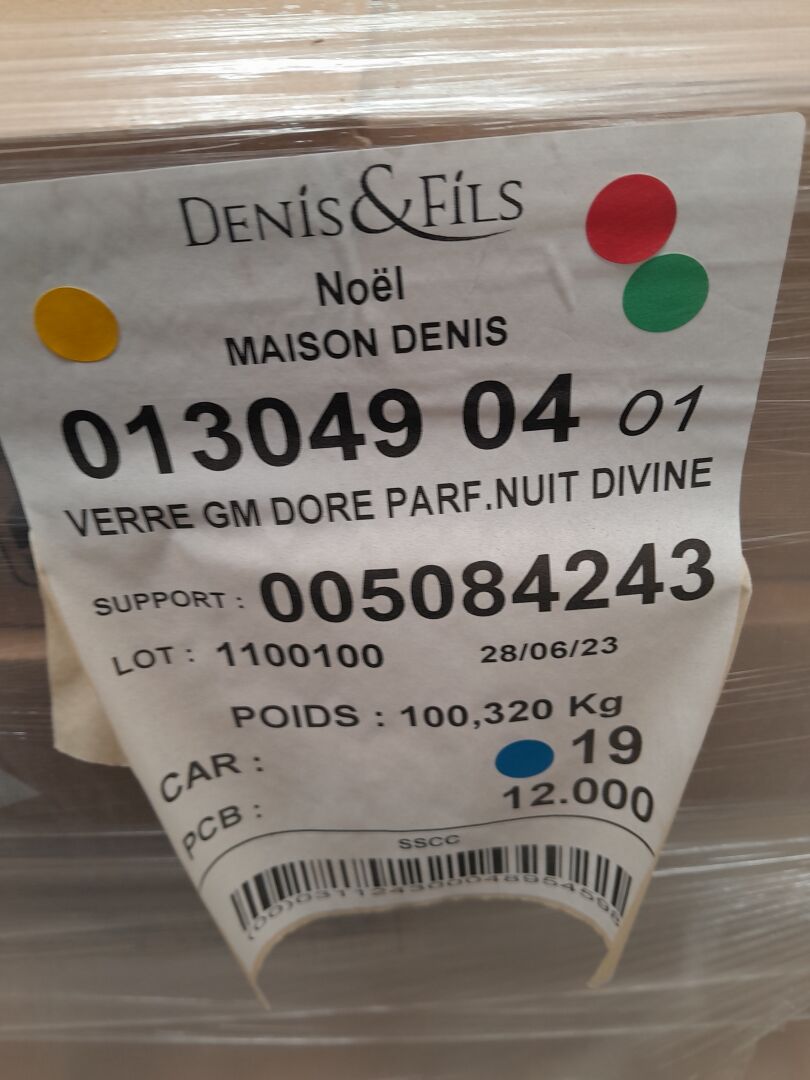 DENIS&FILS
Noël
MAISON DENIS
013049 04 01
VERRE GM DORE PARF.NUIT DIVINE
SUPPORT : 005084243
LOT : 1100100 28/06/23
POIDS : 100,320 Kg
CAR : 19
PCB : 12.000
SSCC